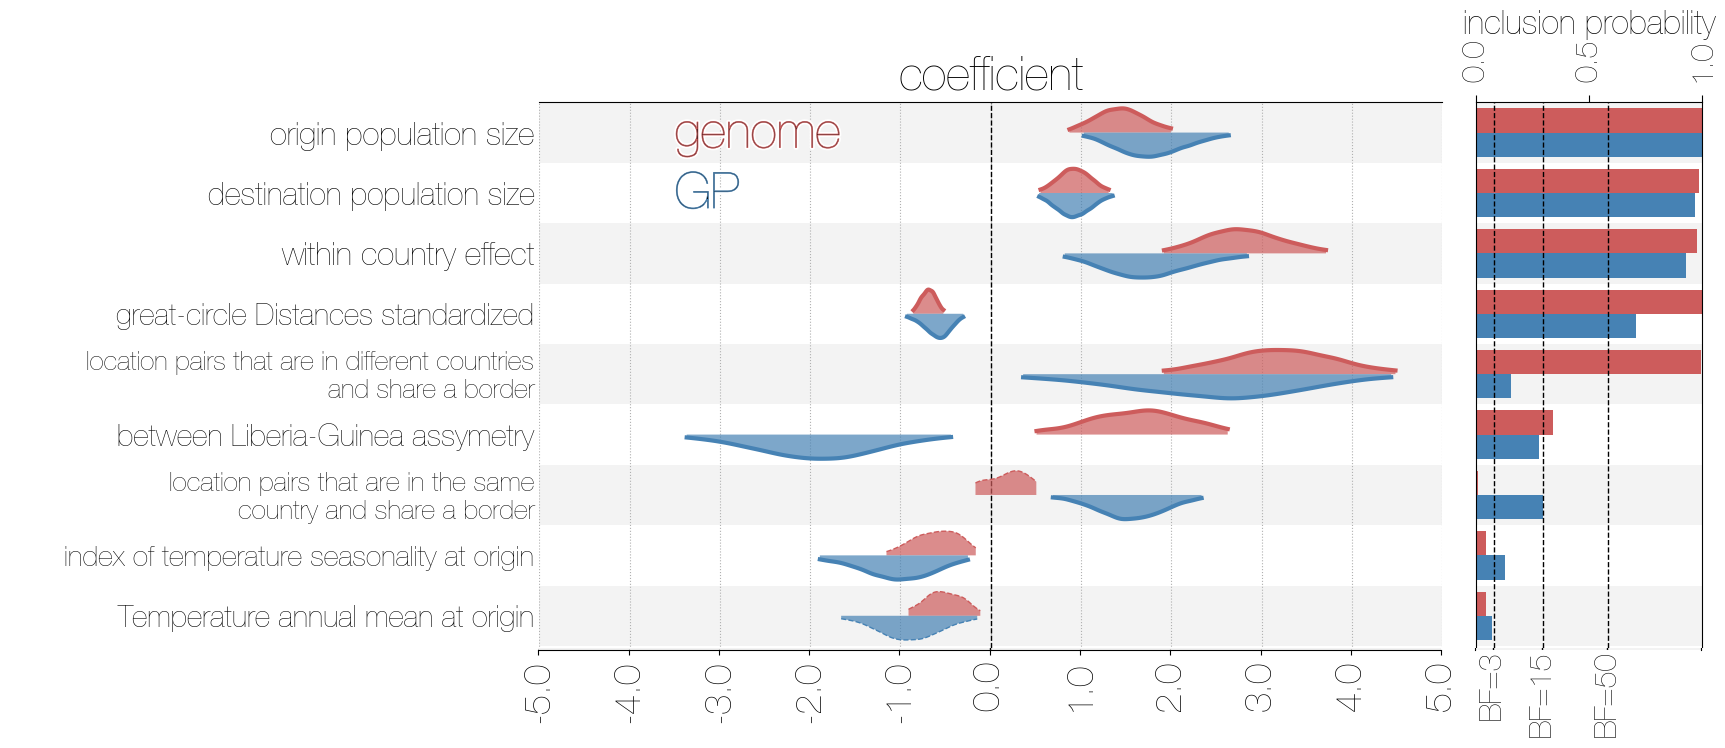 inclusion probability
0.0 0.5 1.0
coefficient
origin population size
genome
destination population size
GP
within country effect
great-circle Distances standardized
location pairs that are in different countries
and share a border
between Liberia-Guinea assymetry
location pairs that are in the same
country and share a border
index of temperature seasonality at origin
Temperature annual mean at origin
-5.0 -4.0 -3.0 -2.0 -1.0 0.0 1.0 2.0 3.0 4.0 5.0
BF=3 BF=15 BF=50